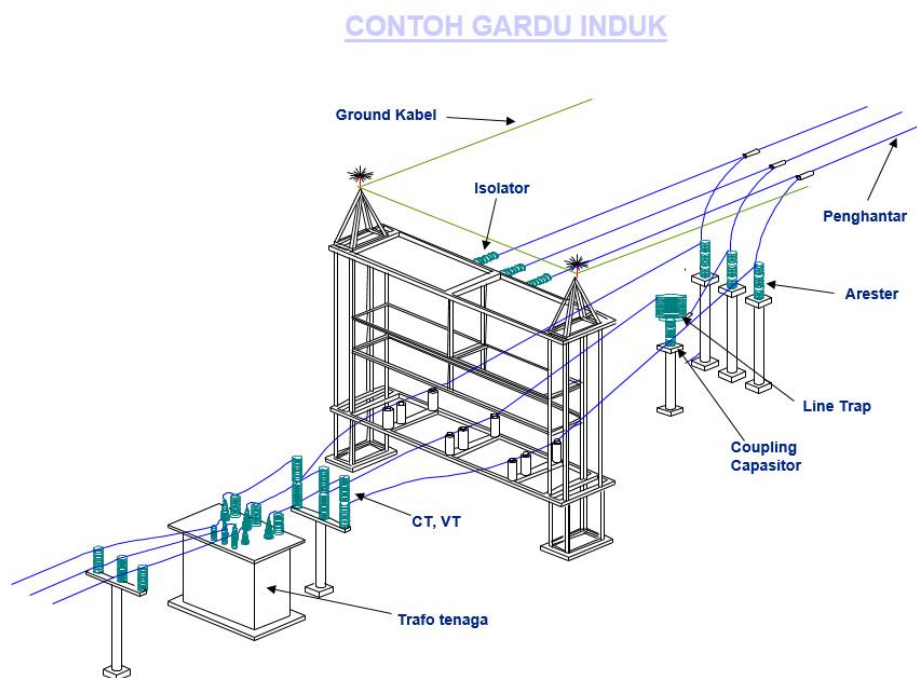 CONTOH GARDU INDUK
Ground Kabel
Isolator
Penghantar
Arester
Line Trap
Coupling
Capasitor
CT, VT
Trafo tenaga